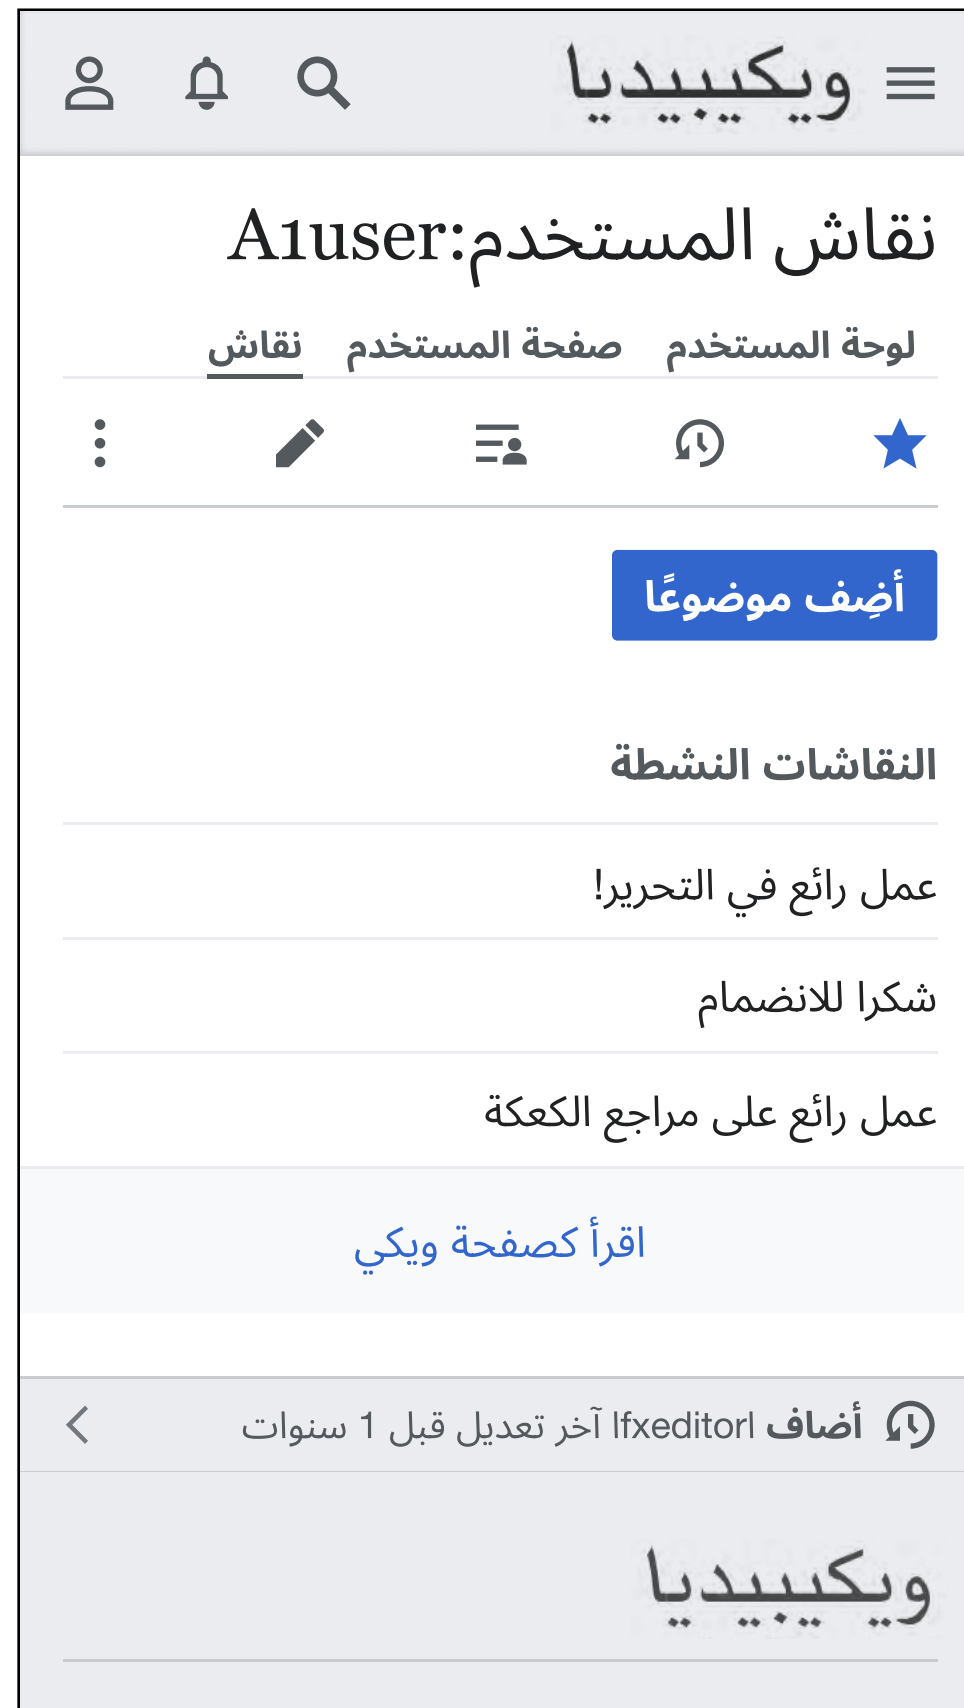 ويكيبيديا
نقاش المستخدم:A1user
لوحة المستخدم صفحة المستخدم نقاش
أضِف موضوعًا
النقاشات النشطة
عمل رائع في التحرير!
شكرا للانضمام
عمل رائع على مراجع الكعكة
اقرأ كصفحة ويكي
أضاف Ifxeditorl آخر تعديل قبل 1 سنوات
ويكيبيديا